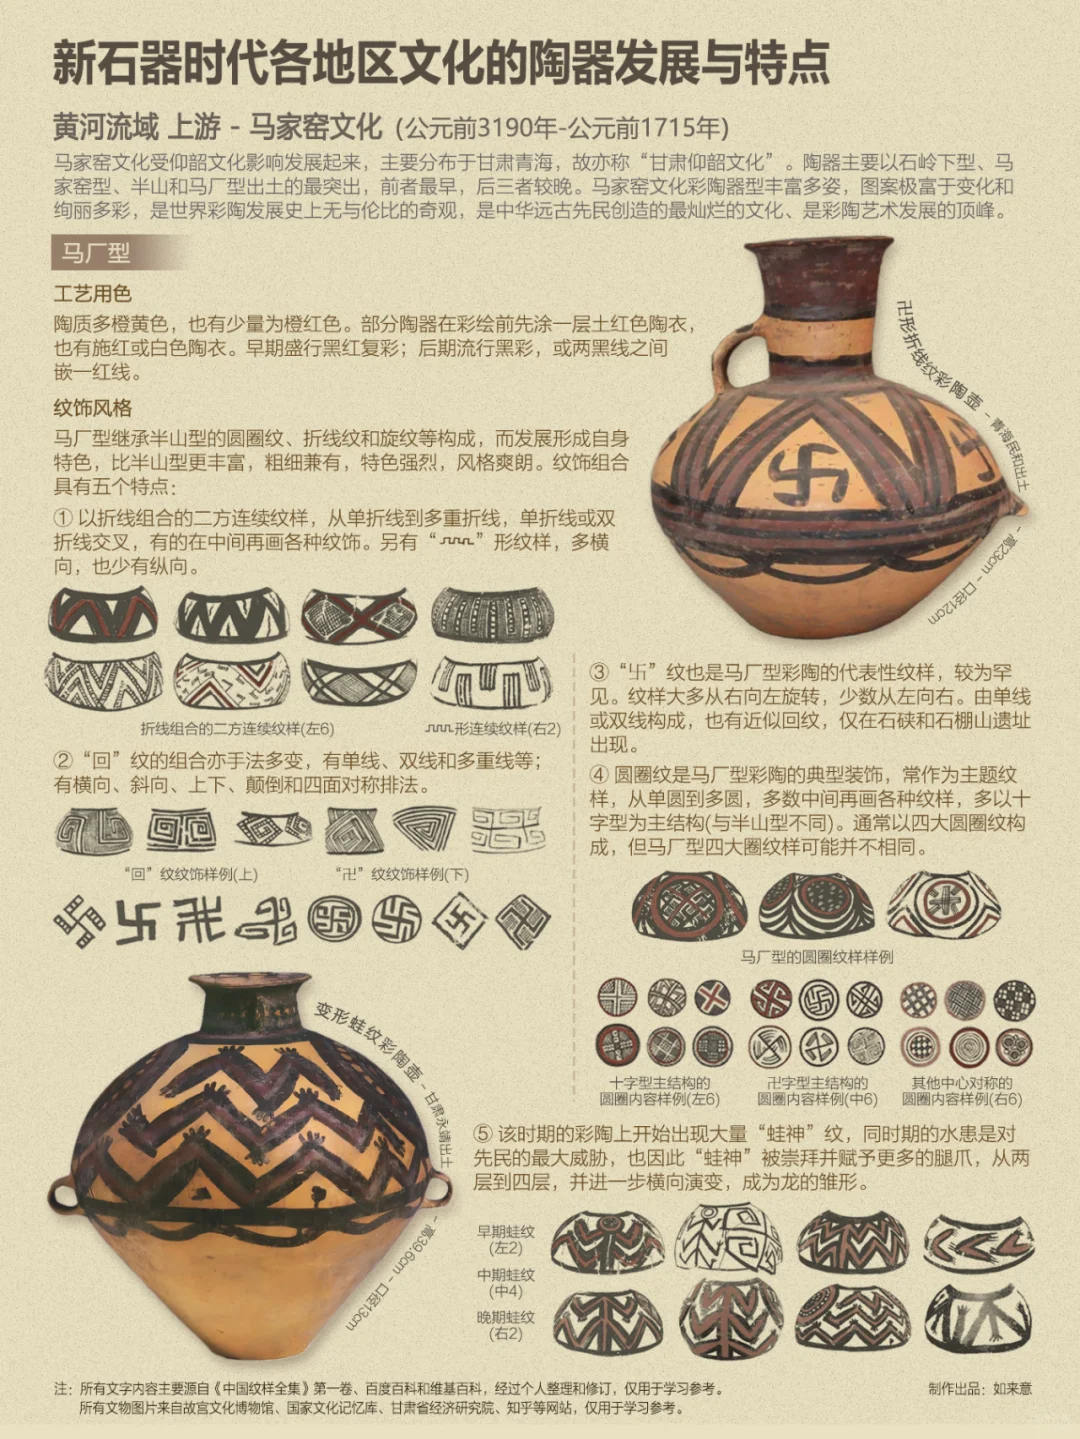 新石器时代各地区文化的陶器发展与特点
黄河流域 上游 - 马家窑文化 (公元前3190年-公元前1715年)
马家窑文化受仰韶文化影响发展起来，主要分布于甘肃青海，故亦称“甘肃仰韶文化”。陶器主要以石岭下型、马
家窑型、半山和马厂型出土的最突出，前者最早，后三者较晚。马家窑文化彩陶器型丰富多姿，图案极富于变化和
绚丽多彩，是世界彩陶发展史上无与伦比的奇观，是中华远古先民创造的最灿烂的文化、是彩陶艺术发展的顶峰。
马厂型
工艺用色
陶质多橙黄色，也有少量为橙红色。部分陶器在彩绘前先涂一层土红色陶衣，
也有施红或白色陶衣。早期盛行黑红复彩；后期流行黑彩，或两黑线之间
嵌一红线。
纹饰风格
马厂型继承半山型的圆圈纹、折线纹和旋纹等构成，而发展形成自身
特色，比半山型更丰富，粗细兼有，特色强烈，风格爽朗。纹饰组合
具有五个特点：
① 以折线组合的二方连续纹样，从单折线到多重折线，单折线或双
折线交叉，有的在中间再画各种纹饰。另有“”形纹样，多横
向，也少有纵向。
折线组合的二方连续纹样(左6)
形连续纹样(右2)
②“回”纹的组合亦手法多变，有单线、双线和多重线等；
有横向、斜向、上下、颠倒和四面对称排法。
“回”纹纹饰样例(上)
“卍”纹纹饰样例(下)
卍形折线纹彩陶壶 - 青海民和出土 - 高23cm - 口径12cm
③“卐”纹也是马厂型彩陶的代表性纹样，较为罕
见。纹样大多从右向左旋转，少数从左向右。由单线
或双线构成，也有近似回纹，仅在石硖和石棚山遗址
出现。
④ 圆圈纹是马厂型彩陶的典型装饰，常作为主题纹
样，从单圆到多圆，多数中间再画各种纹样，多以十
字型为主结构(与半山型不同)。通常以四大圆圈纹构
成，但马厂型四大圈纹样可能并不相同。
马厂型的圆圈纹样样例
十字型主结构的
圆圈内容样例(左6)
卍字型主结构的
圆圈内容样例(中6)
其他中心对称的
圆圈内容样例(右6)
变形蛙纹彩陶壶 - 甘肃永靖出土 - 高39.6cm - 口径13cm
⑤ 该时期的彩陶上开始出现大量“蛙神”纹，同时期的水患是对
先民的最大威胁，也因此“蛙神”被崇拜并赋予更多的腿爪，从两
层到四层，并进一步横向演变，成为龙的雏形。
早期蛙纹
(左2)
中期蛙纹
(中4)
晚期蛙纹
(右2)
注：所有文字内容主要源自《中国纹样全集》第一卷、百度百科和维基百科，经过个人整理和修订，仅用于学习参考。
所有文物图片来自故宫文化博物馆、国家文化记忆库、甘肃省经济研究院、知乎等网站，仅用于学习参考。
制作出品：如来意